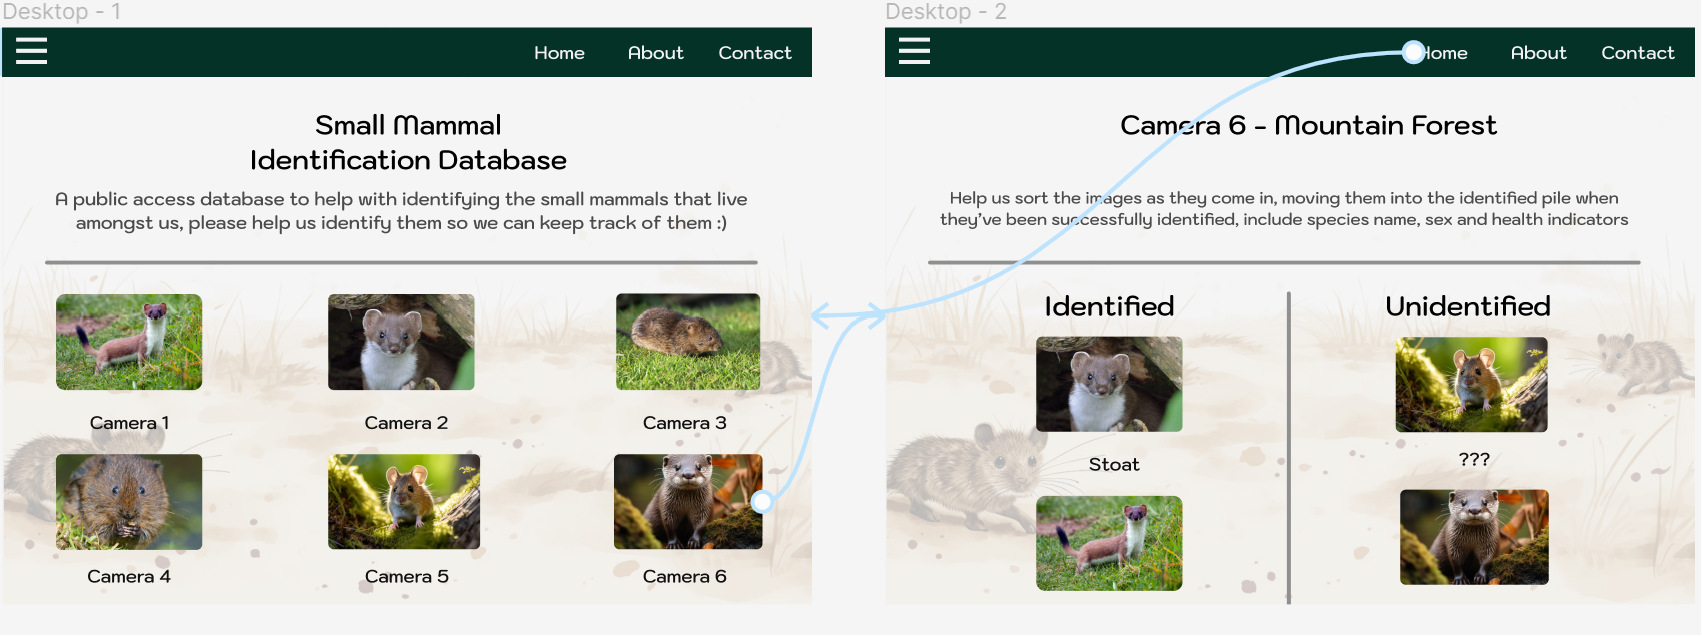 Desktop - 1
Home About Contact
Small Mammal
Identification Database
A public access database to help with identifying the small mammals that live
amongst us, please help us identify them so we can keep track of them :)
Camera 1
Camera 2
Camera 3
Camera 4
Camera 5
Camera 6
Desktop - 2
Home About Contact
Camera 6 - Mountain Forest
Help us sort the images as they come in, moving them into the identified pile when
they've been successfully identified, include species name, sex and health indicators
Identified
Stoat
Unidentified
???